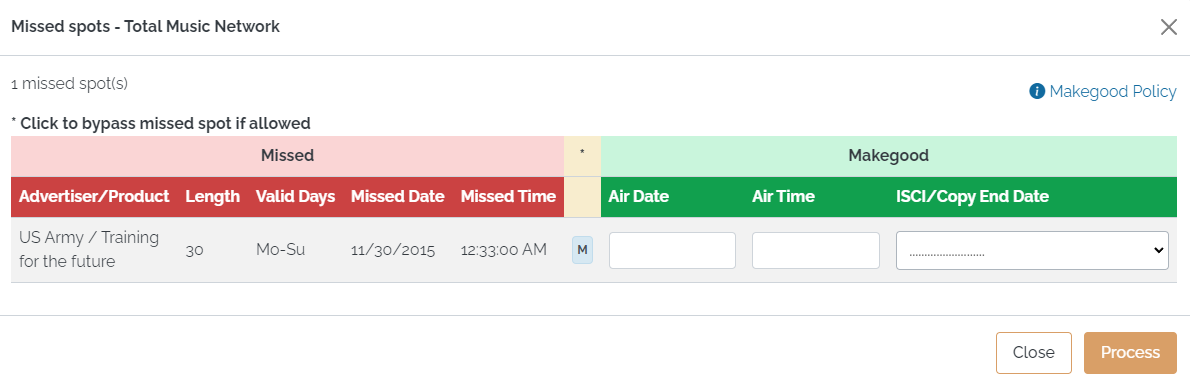 Missed spots - Total Music Network
1 missed spot(s)
Makegood Policy
* Click to bypass missed spot if allowed
Missed * Makegood
Advertiser/Product Length Valid Days Missed Date Missed Time Air Date Air Time ISCI/Copy End Date
US Army / Training
for the future
30 Mo-Su 11/30/2015 12:33:00 AM M .........................
Close Process